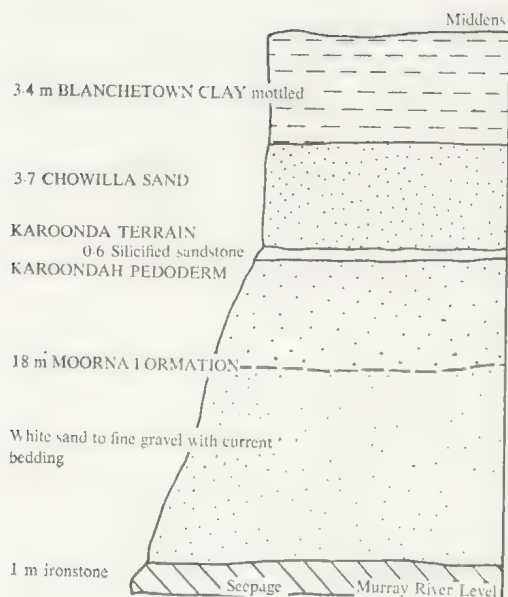 Middens
3·4 m BLANCHETOWN CLAY mottled
3·7 CHOWILLA SAND
KAROONDA TERRAIN
0·6 Silicified sandstone
KAROONDAH PEDODERM
18 m MOORNA FORMATION
White sand to fine gravel with current
bedding
1 m ironstone
Seepage Murray River Level